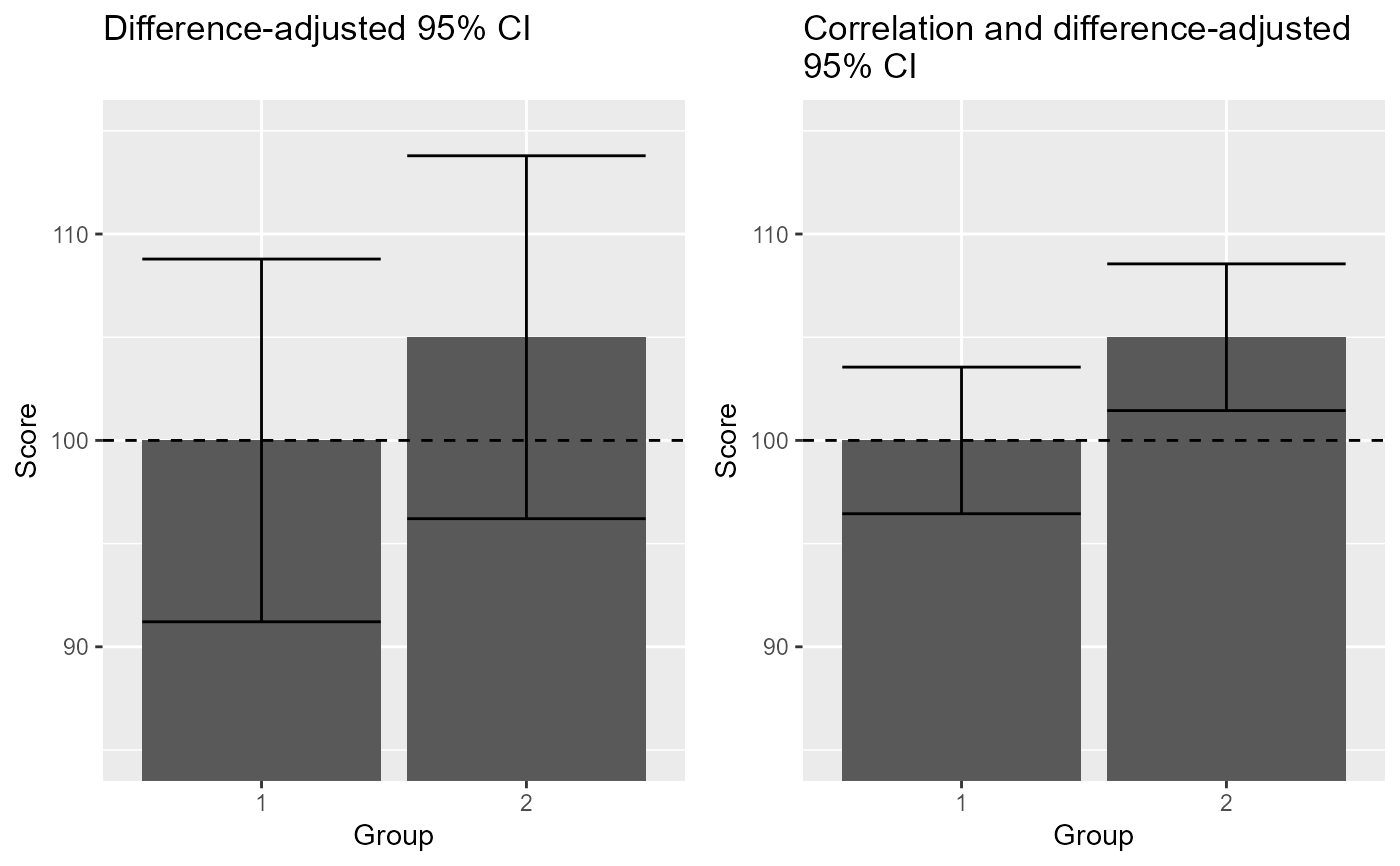 Difference-adjusted 95% CI
Score
110
100
90
1
2
Group
Correlation and difference-adjusted
95% CI
Score
110
100
90
1
2
Group